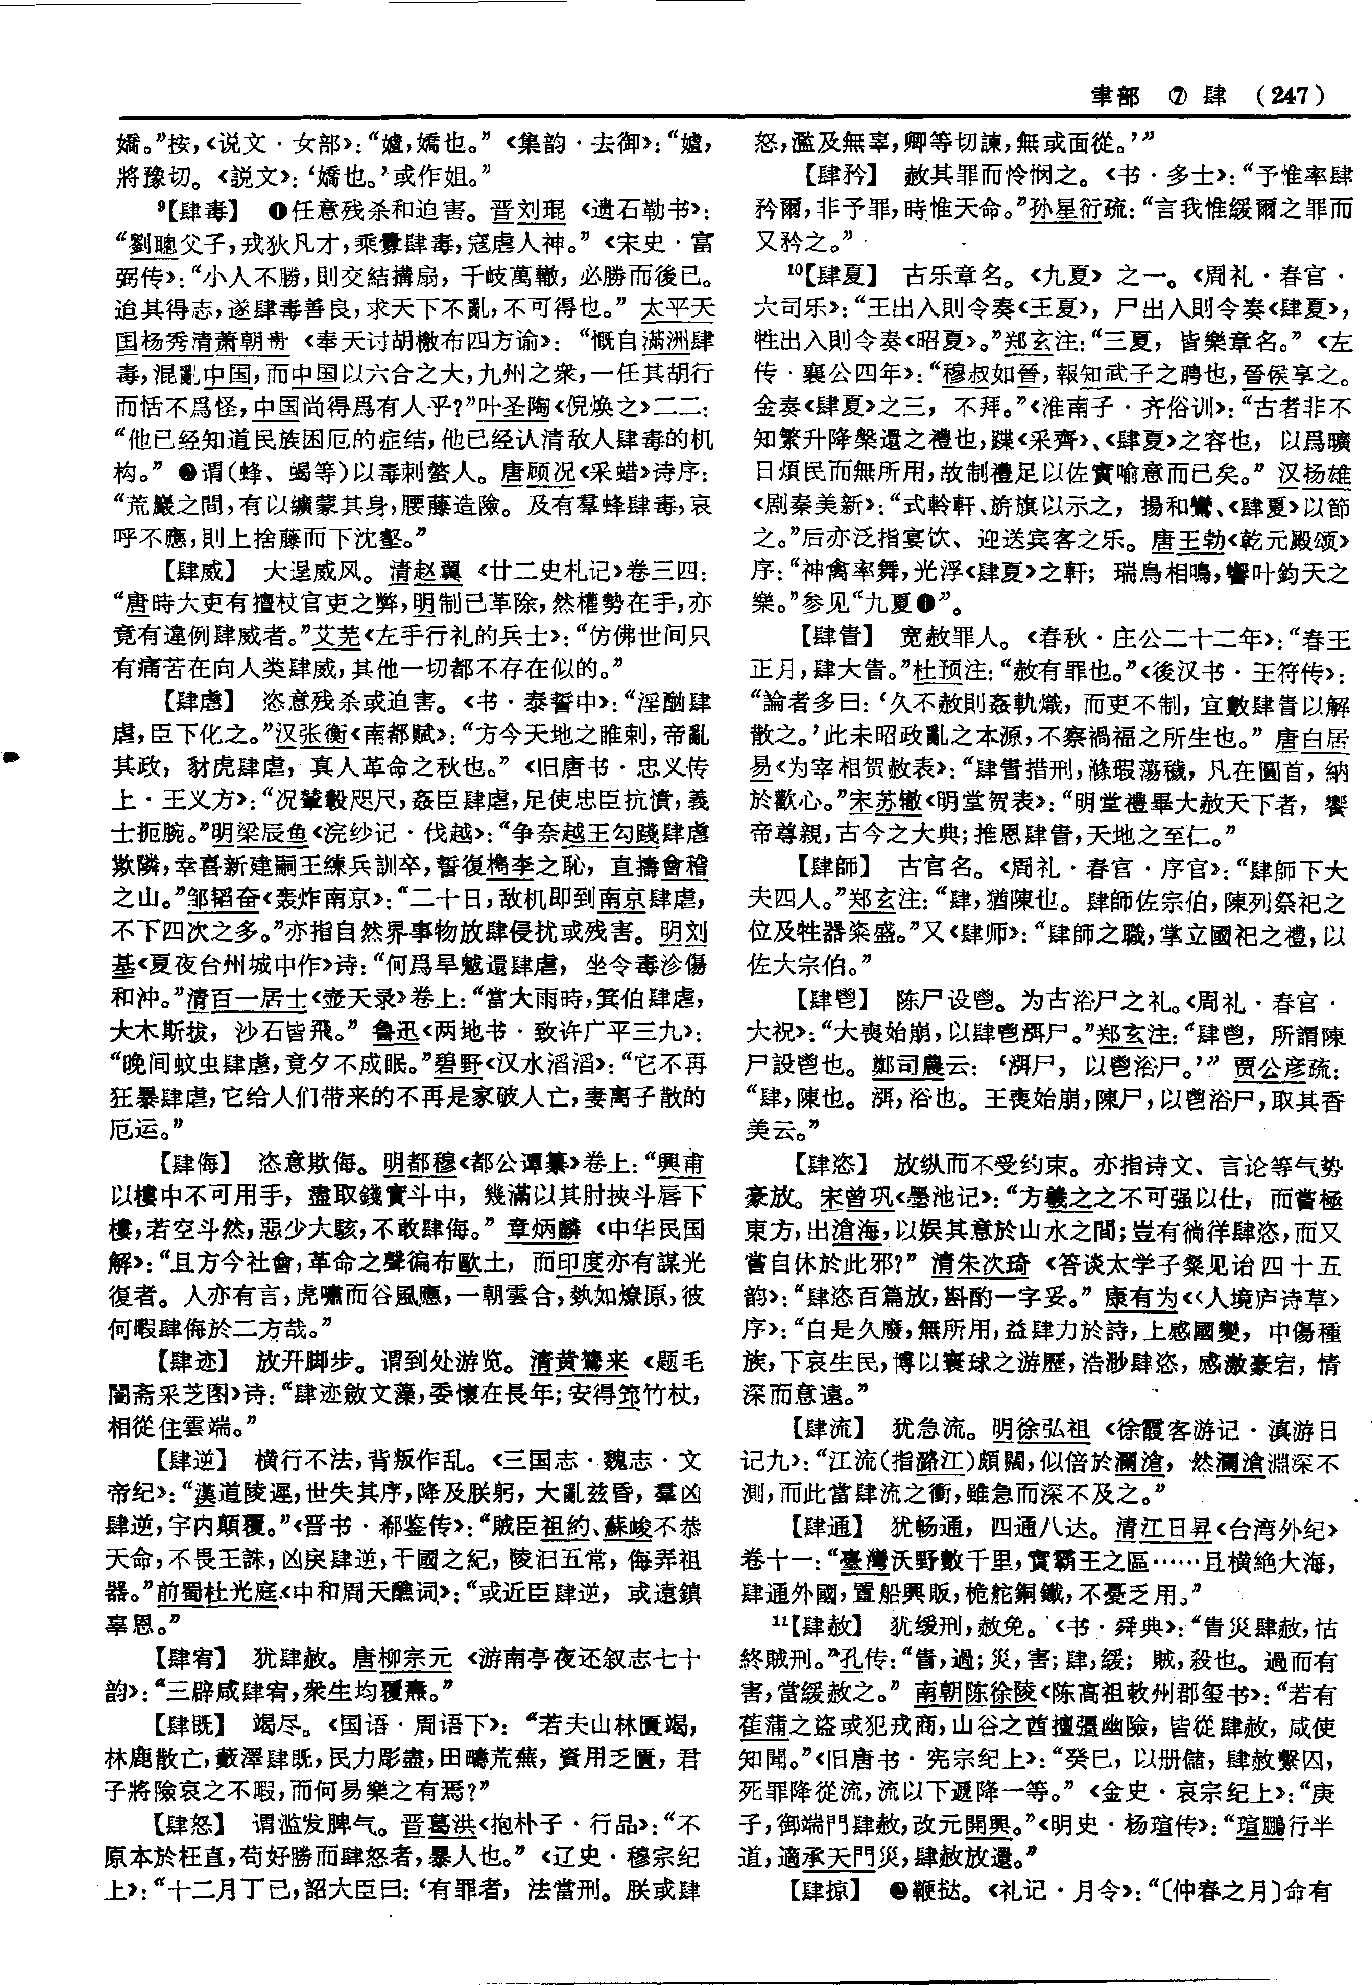 聿部 ⑦ 肆 （247）
嬌。”按，《说文·女部》：“嫭，嬌也。”《集韵·去御》：“嫭，
將豫切。《説文》：‘嬌也。’或作姐。”
⁹【肆毒】 ❶任意残杀和迫害。晋刘琨《遗石勒书》：
“劉聰父子，戎狄凡才，乘釁肆毒，寇虐人神。”《宋史·富
弼传》：“小人不勝，則交結搆扇，千岐萬轍，必勝而後已。
迨其得志，遂肆毒善良，求天下不亂，不可得也。” 太平天
国杨秀清萧朝贵《奉天讨胡檄布四方谕》：“慨自满洲肆
毒，混亂中国，而中国以六合之大，九州之衆，一任其胡行
而恬不爲怪，中国尚得爲有人乎？”叶圣陶《倪焕之》二二：
“他已经知道民族困厄的症结，他已经认清敌人肆毒的机
构。” ❷谓（蜂、蝎等）以毒刺螫人。唐顾况《采蜡》诗序：
“荒巖之間，有以纊蒙其身，腰藤造險。及有羣蜂肆毒，哀
呼不應，則上捨藤而下沈壑。”
【肆威】 大逞威风。清赵翼《廿二史札记》卷三四：
“唐時大吏有擅杖官吏之弊，明制已革除，然權勢在手，亦
竟有違例肆威者。”艾芜《左手行礼的兵士》：“仿佛世间只
有痛苦在向人类肆威，其他一切都不存在似的。”
【肆虐】 恣意残杀或迫害。《书·泰誓中》：“淫酗肆
虐，臣下化之。”汉张衡《南都赋》：“方今天地之睢剌，帝亂
其政，豺虎肆虐，真人革命之秋也。”《旧唐书·忠义传
上·王义方》：“况輦轂咫尺，姦臣肆虐，足使忠臣抗憤，義
士扼腕。”明梁辰鱼《浣纱记·伐越》：“争奈越王勾踐肆虐
欺隣，幸喜新建嗣王練兵訓卒，誓復檇李之恥，直擣會稽
之山。”邹韬奋《轰炸南京》：“二十日，敌机即到南京肆虐，
不下四次之多。”亦指自然界事物放肆侵扰或残害。明刘
基《夏夜台州城中作》诗：“何爲旱魃還肆虐，坐令毒沴傷
和沖。”清百一居士《壶天录》卷上：“當大雨時，箕伯肆虐，
大木斯拔，沙石皆飛。” 鲁迅《两地书·致许广平三九》：
“晚间蚊虫肆虐，竟夕不成眠。”碧野《汉水滔滔》：“它不再
狂暴肆虐，它给人们带来的不再是家破人亡，妻离子散的
厄运。”
【肆侮】 恣意欺侮。明都穆《都公谭纂》卷上：“興甫
以樓中不可用手，盡取錢實斗中，幾滿以其肘挾斗唇下
樓，若空斗然，惡少大駭，不敢肆侮。” 章炳麟《中华民国
解》：“且方今社會，革命之聲徧布歐土，而印度亦有謀光
復者。人亦有言，虎嘯而谷風應，一朝雲合，埶如燎原，彼
何暇肆侮於二方哉。”
【肆迹】 放开脚步。谓到处游览。清黄鷟来《题毛
闇斋采芝图》诗：“肆迹斂文藻，委懷在長年；安得筇竹杖，
相從住雲端。”
【肆逆】 横行不法，背叛作乱。《三国志·魏志·文
帝纪》：“漢道陵遲，世失其序，降及朕躬，大亂兹昏，羣凶
肆逆，宇内顛覆。”《晋书·郗鉴传》：“賊臣祖約、蘇峻不恭
天命，不畏王誅，凶戾肆逆，干國之紀，陵汩五常，侮弄祖
器。”前蜀杜光庭《中和周天醮词》：“或近臣肆逆，或遠鎮
辜恩。”
【肆宥】 犹肆赦。唐柳宗元《游南亭夜还叙志七十
韵》：“三辟咸肆宥，衆生均覆燾。”
【肆既】 竭尽。《国语·周语下》：“若夫山林匱竭，
林鹿散亡，藪澤肆既，民力彫盡，田疇荒蕪，資用乏匱，君
子將險哀之不暇，而何易樂之有焉？”
【肆怒】 谓滥发脾气。晋葛洪《抱朴子·行品》：“不
原本於枉直，苟好勝而肆怒者，暴人也。”《辽史·穆宗纪
上》：“十二月丁巳，詔大臣曰：‘有罪者，法當刑。朕或肆
怒，濫及無辜，卿等切諫，無或面從。’”
【肆矜】 赦其罪而怜悯之。《书·多士》：“予惟率肆
矜爾，非予罪，時惟天命。”孙星衍疏：“言我惟緩爾之罪而
又矜之。”
¹⁰【肆夏】 古乐章名。《九夏》之一。《周礼·春官·
大司乐》：“王出入則令奏《王夏》，尸出入則令奏《肆夏》，
牲出入則令奏《昭夏》。”郑玄注：“三夏，皆樂章名。”《左
传·襄公四年》：“穆叔如晉，報知武子之聘也，晉侯享之。
金奏《肆夏》之三，不拜。”《淮南子·齐俗训》：“古者非不
知繁升降槃還之禮也，蹀《采齊》、《肆夏》之容也，以爲曠
日煩民而無所用，故制禮足以佐實喻意而已矣。” 汉杨雄
《剧秦美新》：“式軨軒、旂旗以示之，揚和鸞、《肆夏》以節
之。”后亦泛指宴饮、迎送宾客之乐。唐王勃《乾元殿颂》
序：“神禽率舞，光浮《肆夏》之軒；瑞鳥相鳴，響叶鈞天之
樂。”参见“九夏❶”。
【肆眚】 宽赦罪人。《春秋·庄公二十二年》：“春王
正月，肆大眚。”杜预注：“赦有罪也。”《後汉书·王符传》：
“論者多曰：‘久不赦則姦軌熾，而吏不制，宜數肆眚以解
散之。’此未昭政亂之本源，不察禍福之所生也。” 唐白居
易《为宰相贺赦表》：“肆眚措刑，滌瑕蕩穢，凡在圓首，納
於歡心。”宋苏辙《明堂贺表》：“明堂禮畢大赦天下者，饗
帝尊親，古今之大典；推恩肆眚，天地之至仁。”
【肆師】 古官名。《周礼·春官·序官》：“肆師下大
夫四人。”郑玄注：“肆，猶陳也。肆師佐宗伯，陳列祭祀之
位及牲器粢盛。”又《肆师》：“肆師之職，掌立國祀之禮，以
佐大宗伯。”
【肆鬯】 陈尸设鬯。为古浴尸之礼。《周礼·春官·
大祝》：“大喪始崩，以肆鬯渳尸。”郑玄注：“肆鬯，所謂陳
尸設鬯也。鄭司農云：‘渳尸，以鬯浴尸。’” 贾公彦疏：
“肆，陳也。渳，浴也。王喪始崩，陳尸，以鬯浴尸，取其香
美云。”
【肆恣】 放纵而不受约束。亦指诗文、言论等气势
豪放。宋曾巩《墨池记》：“方羲之之不可强以仕，而嘗極
東方，出滄海，以娱其意於山水之間；豈有徜徉肆恣，而又
嘗自休於此邪？” 清朱次琦《答谈太学子粲见诒四十五
韵》：“肆恣百篇放，斟酌一字妥。” 康有为《〈人境庐诗草〉
序》：“自是久廢，無所用，益肆力於詩，上感國變，中傷種
族，下哀生民，博以寰球之游歷，浩渺肆恣，感激豪宕，情
深而意遠。”
【肆流】 犹急流。明徐弘祖《徐霞客游记·滇游日
记九》：“江流（指潞江）頗闊，似倍於瀾滄，然瀾滄淵深不
測，而此當肆流之衝，雖急而深不及之。”
【肆通】 犹畅通，四通八达。清江日昇《台湾外纪》
卷十一：“臺灣沃野數千里，實霸王之區……且横絶大海，
肆通外國，置船興販，桅舵銅鐵，不憂乏用。”
¹¹【肆赦】 犹缓刑，赦免。《书·舜典》：“眚災肆赦，怙
終賊刑。”孔传：“眚，過；災，害；肆，緩；賊，殺也。過而有
害，當緩赦之。” 南朝陈徐陵《陈高祖敕州郡玺书》：“若有
萑蒲之盜或犯戎商，山谷之酋擅彊幽險，皆從肆赦，咸使
知聞。”《旧唐书·宪宗纪上》：“癸巳，以册儲，肆赦繫囚，
死罪降從流，流以下遞降一等。”《金史·哀宗纪上》：“庚
子，御端門肆赦，改元開興。”《明史·杨瑄传》：“瑄鵬行半
道，適承天門災，肆赦放還。”
【肆掠】 ❶鞭挞。《礼记·月令》：“〔仲春之月〕命有